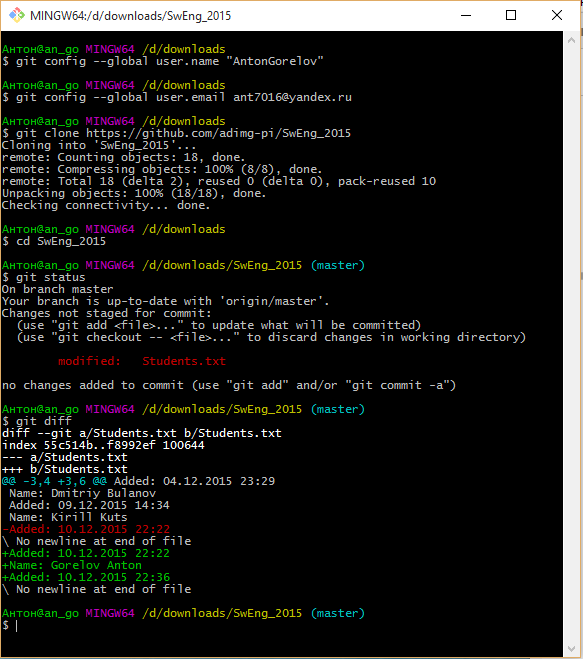 MINGW64:/d/downloads/SwEng_2015
Антон@an_go MINGW64 /d/downloads
$ git config --global user.name "AntonGorelov"
Антон@an_go MINGW64 /d/downloads
$ git config --global user.email ant7016@yandex.ru
Антон@an_go MINGW64 /d/downloads
$ git clone https://github.com/adimg-pi/SwEng_2015
Cloning into 'SwEng_2015'...
remote: Counting objects: 18, done.
remote: Compressing objects: 100% (8/8), done.
remote: Total 18 (delta 2), reused 0 (delta 0), pack-reused 10
Unpacking objects: 100% (18/18), done.
Checking connectivity... done.
Антон@an_go MINGW64 /d/downloads
$ cd SwEng_2015
Антон@an_go MINGW64 /d/downloads/SwEng_2015 (master)
$ git status
On branch master
Your branch is up-to-date with 'origin/master'.
Changes not staged for commit:
  (use "git add <file>..." to update what will be committed)
  (use "git checkout -- <file>..." to discard changes in working directory)
        modified:   Students.txt
no changes added to commit (use "git add" and/or "git commit -a")
Антон@an_go MINGW64 /d/downloads/SwEng_2015 (master)
$ git diff
diff --git a/Students.txt b/Students.txt
index 55c514b..f8992ef 100644
--- a/Students.txt
+++ b/Students.txt
@@ -3,4 +3,6 @@ Added: 04.12.2015 23:29
 Name: Dmitriy Bulanov
 Added: 09.12.2015 14:34
 Name: Kirill Kuts
-Added: 10.12.2015 22:22
\ No newline at end of file
+Added: 10.12.2015 22:22
+Name: Gorelov Anton
+Added: 10.12.2015 22:36
\ No newline at end of file
Антон@an_go MINGW64 /d/downloads/SwEng_2015 (master)
$